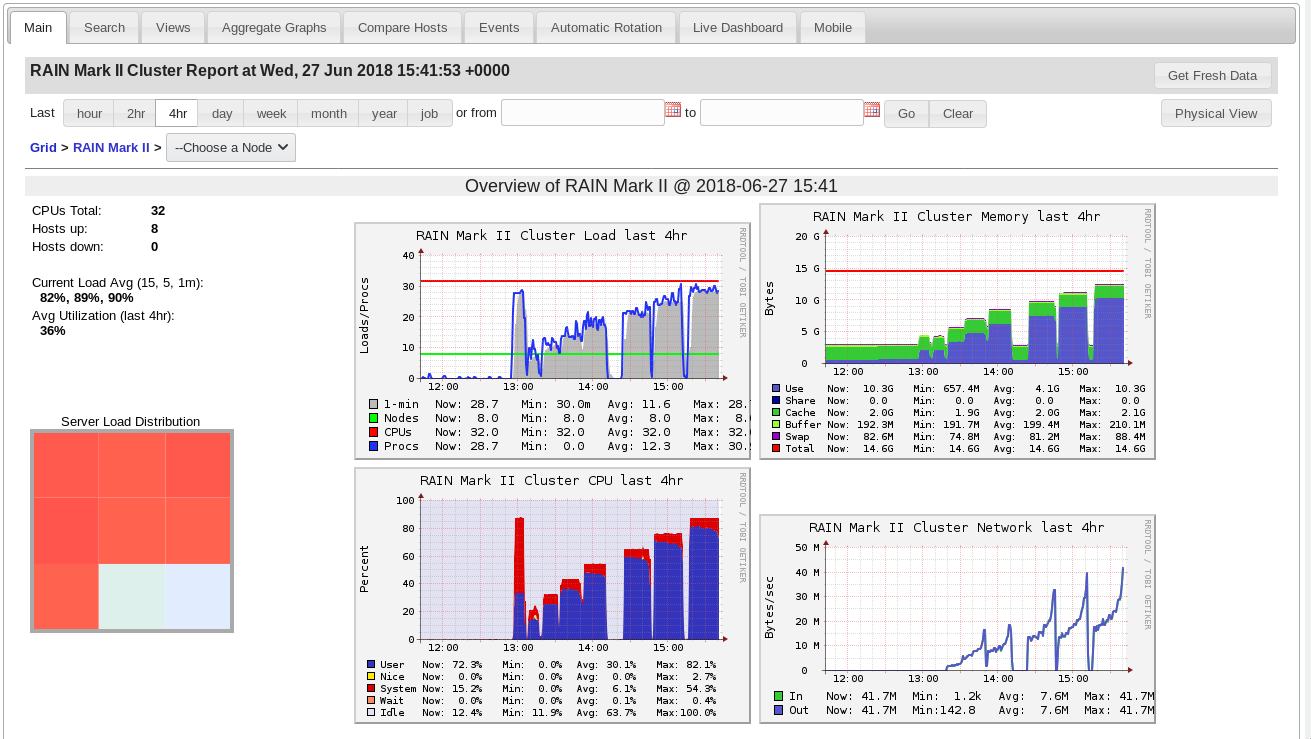 Main Search Views Aggregate Graphs Compare Hosts Events Automatic Rotation Live Dashboard Mobile
RAIN Mark II Cluster Report at Wed, 27 Jun 2018 15:41:53 +0000
Get Fresh Data
Last hour 2hr 4hr day week month year job or from to Go Clear Physical View
Grid > RAIN Mark II > --Choose a Node
Overview of RAIN Mark II @ 2018-06-27 15:41
CPUs Total: 32
Hosts up: 8
Hosts down: 0
Current Load Avg (15, 5, 1m):
82%, 89%, 90%
Avg Utilization (last 4hr):
36%
Server Load Distribution
RAIN Mark II Cluster Load last 4hr
RRDTOOL / TOBI OETIKER
Loads/Procs
40
30
20
10
0
12:00 13:00 14:00 15:00
1-min Now: 28.7 Min: 30.0m Avg: 11.6 Max: 28.
Nodes Now: 8.0 Min: 8.0 Avg: 8.0 Max: 8.
CPUs Now: 32.0 Min: 32.0 Avg: 32.0 Max: 32.
Procs Now: 28.7 Min: 0.0 Avg: 12.3 Max: 30.
RAIN Mark II Cluster Memory last 4hr
RRDTOOL / TOBI OETIKER
Bytes
20 G
15 G
10 G
5 G
0
12:00 13:00 14:00 15:00
Use Now: 10.3G Min: 657.4M Avg: 4.1G Max: 10.3G
Share Now: 0.0 Min: 0.0 Avg: 0.0 Max: 0.0
Cache Now: 2.0G Min: 1.9G Avg: 2.0G Max: 2.1G
Buffer Now: 192.3M Min: 191.7M Avg: 199.4M Max: 210.1M
Swap Now: 82.6M Min: 74.8M Avg: 81.2M Max: 88.4M
Total Now: 14.6G Min: 14.6G Avg: 14.6G Max: 14.6G
RAIN Mark II Cluster CPU last 4hr
RRDTOOL / TOBI OETIKER
Percent
100
80
60
40
20
0
12:00 13:00 14:00 15:00
User Now: 72.3% Min: 0.0% Avg: 30.1% Max: 82.1%
Nice Now: 0.0% Min: 0.0% Avg: 0.0% Max: 2.7%
System Now: 15.2% Min: 0.0% Avg: 6.1% Max: 54.3%
Wait Now: 0.0% Min: 0.0% Avg: 0.1% Max: 0.4%
Idle Now: 12.4% Min: 11.9% Avg: 63.7% Max:100.0%
RAIN Mark II Cluster Network last 4hr
RRDTOOL / TOBI OETIKER
Bytes/sec
50 M
40 M
30 M
20 M
10 M
0
12:00 13:00 14:00 15:00
In Now: 41.7M Min: 1.2k Avg: 7.6M Max: 41.7M
Out Now: 41.7M Min:142.8 Avg: 7.6M Max: 41.7M